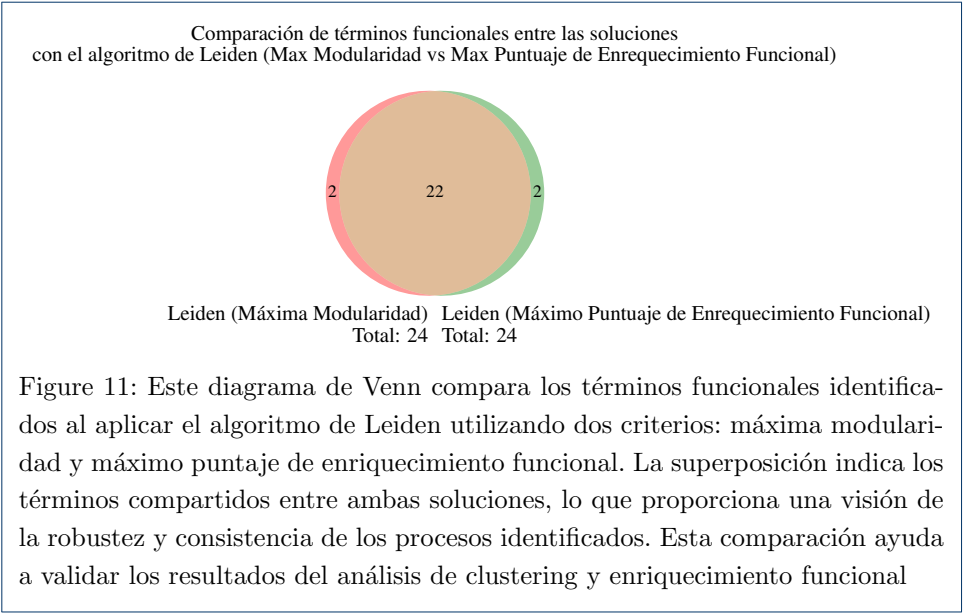 Comparación de términos funcionales entre las soluciones
con el algoritmo de Leiden (Max Modularidad vs Max Puntuaje de Enrequecimiento Funcional)
2
22
2
Leiden (Máxima Modularidad)
Total: 24
Leiden (Máximo Puntuaje de Enrequecimiento Funcional)
Total: 24
Figure 11: Este diagrama de Venn compara los términos funcionales identifica-
dos al aplicar el algoritmo de Leiden utilizando dos criterios: máxima modulari-
dad y máximo puntaje de enriquecimiento funcional. La superposición indica los
términos compartidos entre ambas soluciones, lo que proporciona una visión de
la robustez y consistencia de los procesos identificados. Esta comparación ayuda
a validar los resultados del análisis de clustering y enriquecimiento funcional